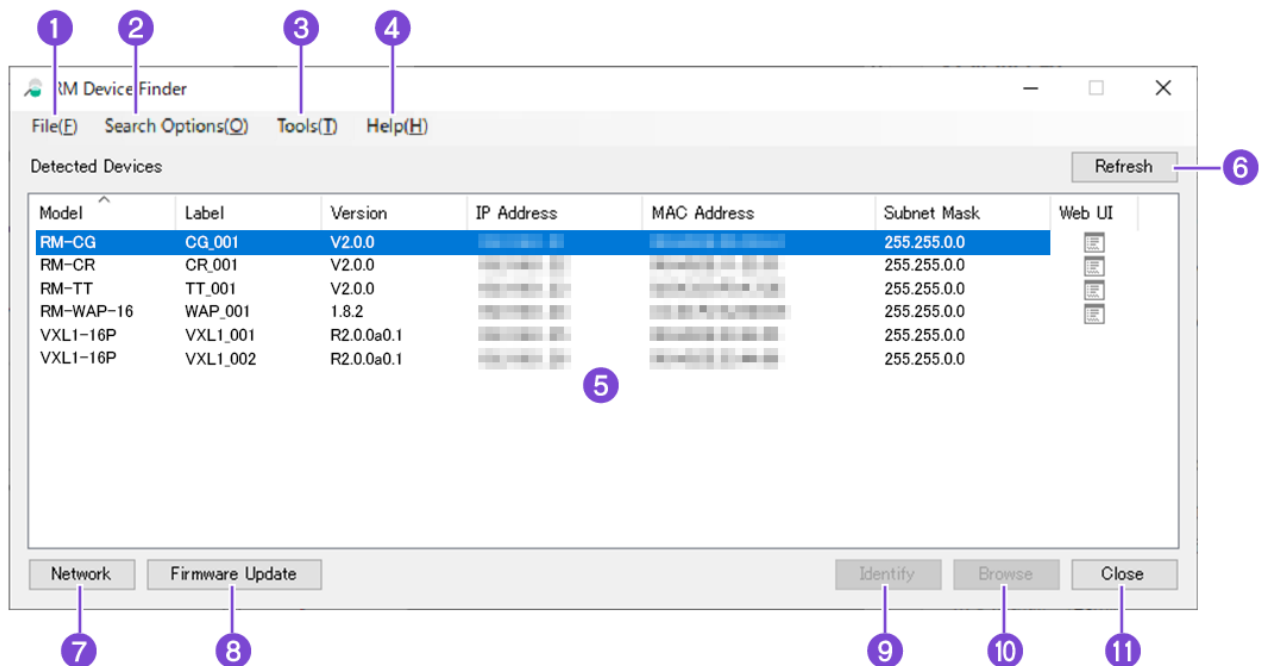 1 2 3 4
RM Device Finder
File(F) Search Options(O) Tools(T) Help(H)
Detected Devices Refresh 6
Model Label Version IP Address MAC Address Subnet Mask Web UI
RM-CG CG_001 V2.0.0 255.255.0.0
RM-CR CR_001 V2.0.0 255.255.0.0
RM-TT TT_001 V2.0.0 255.255.0.0
RM-WAP-16 WAP_001 1.8.2 255.255.0.0
VXL1-16P VXL1_001 R2.0.0a0.1 255.255.0.0
VXL1-16P VXL1_002 R2.0.0a0.1 255.255.0.0
5
Network Firmware Update Identify Browse Close
7 8 9 10 11